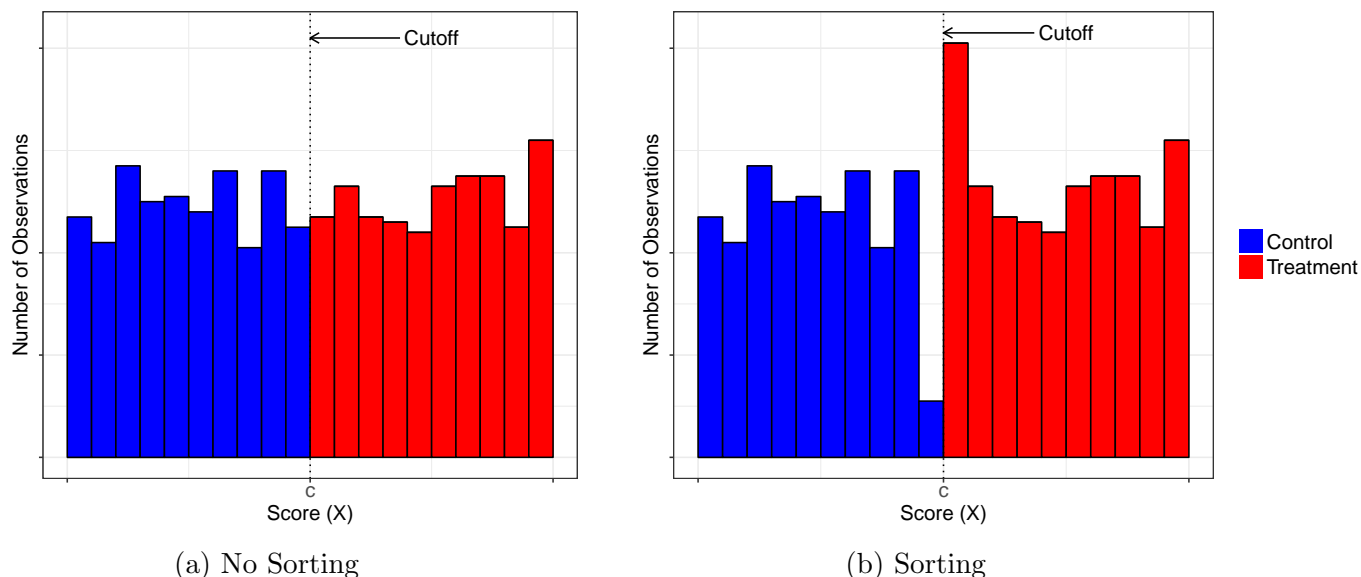 Cutoff
Number of Observations
c
Score (X)
(a) No Sorting
Cutoff
Number of Observations
c
Score (X)
(b) Sorting
Control
Treatment